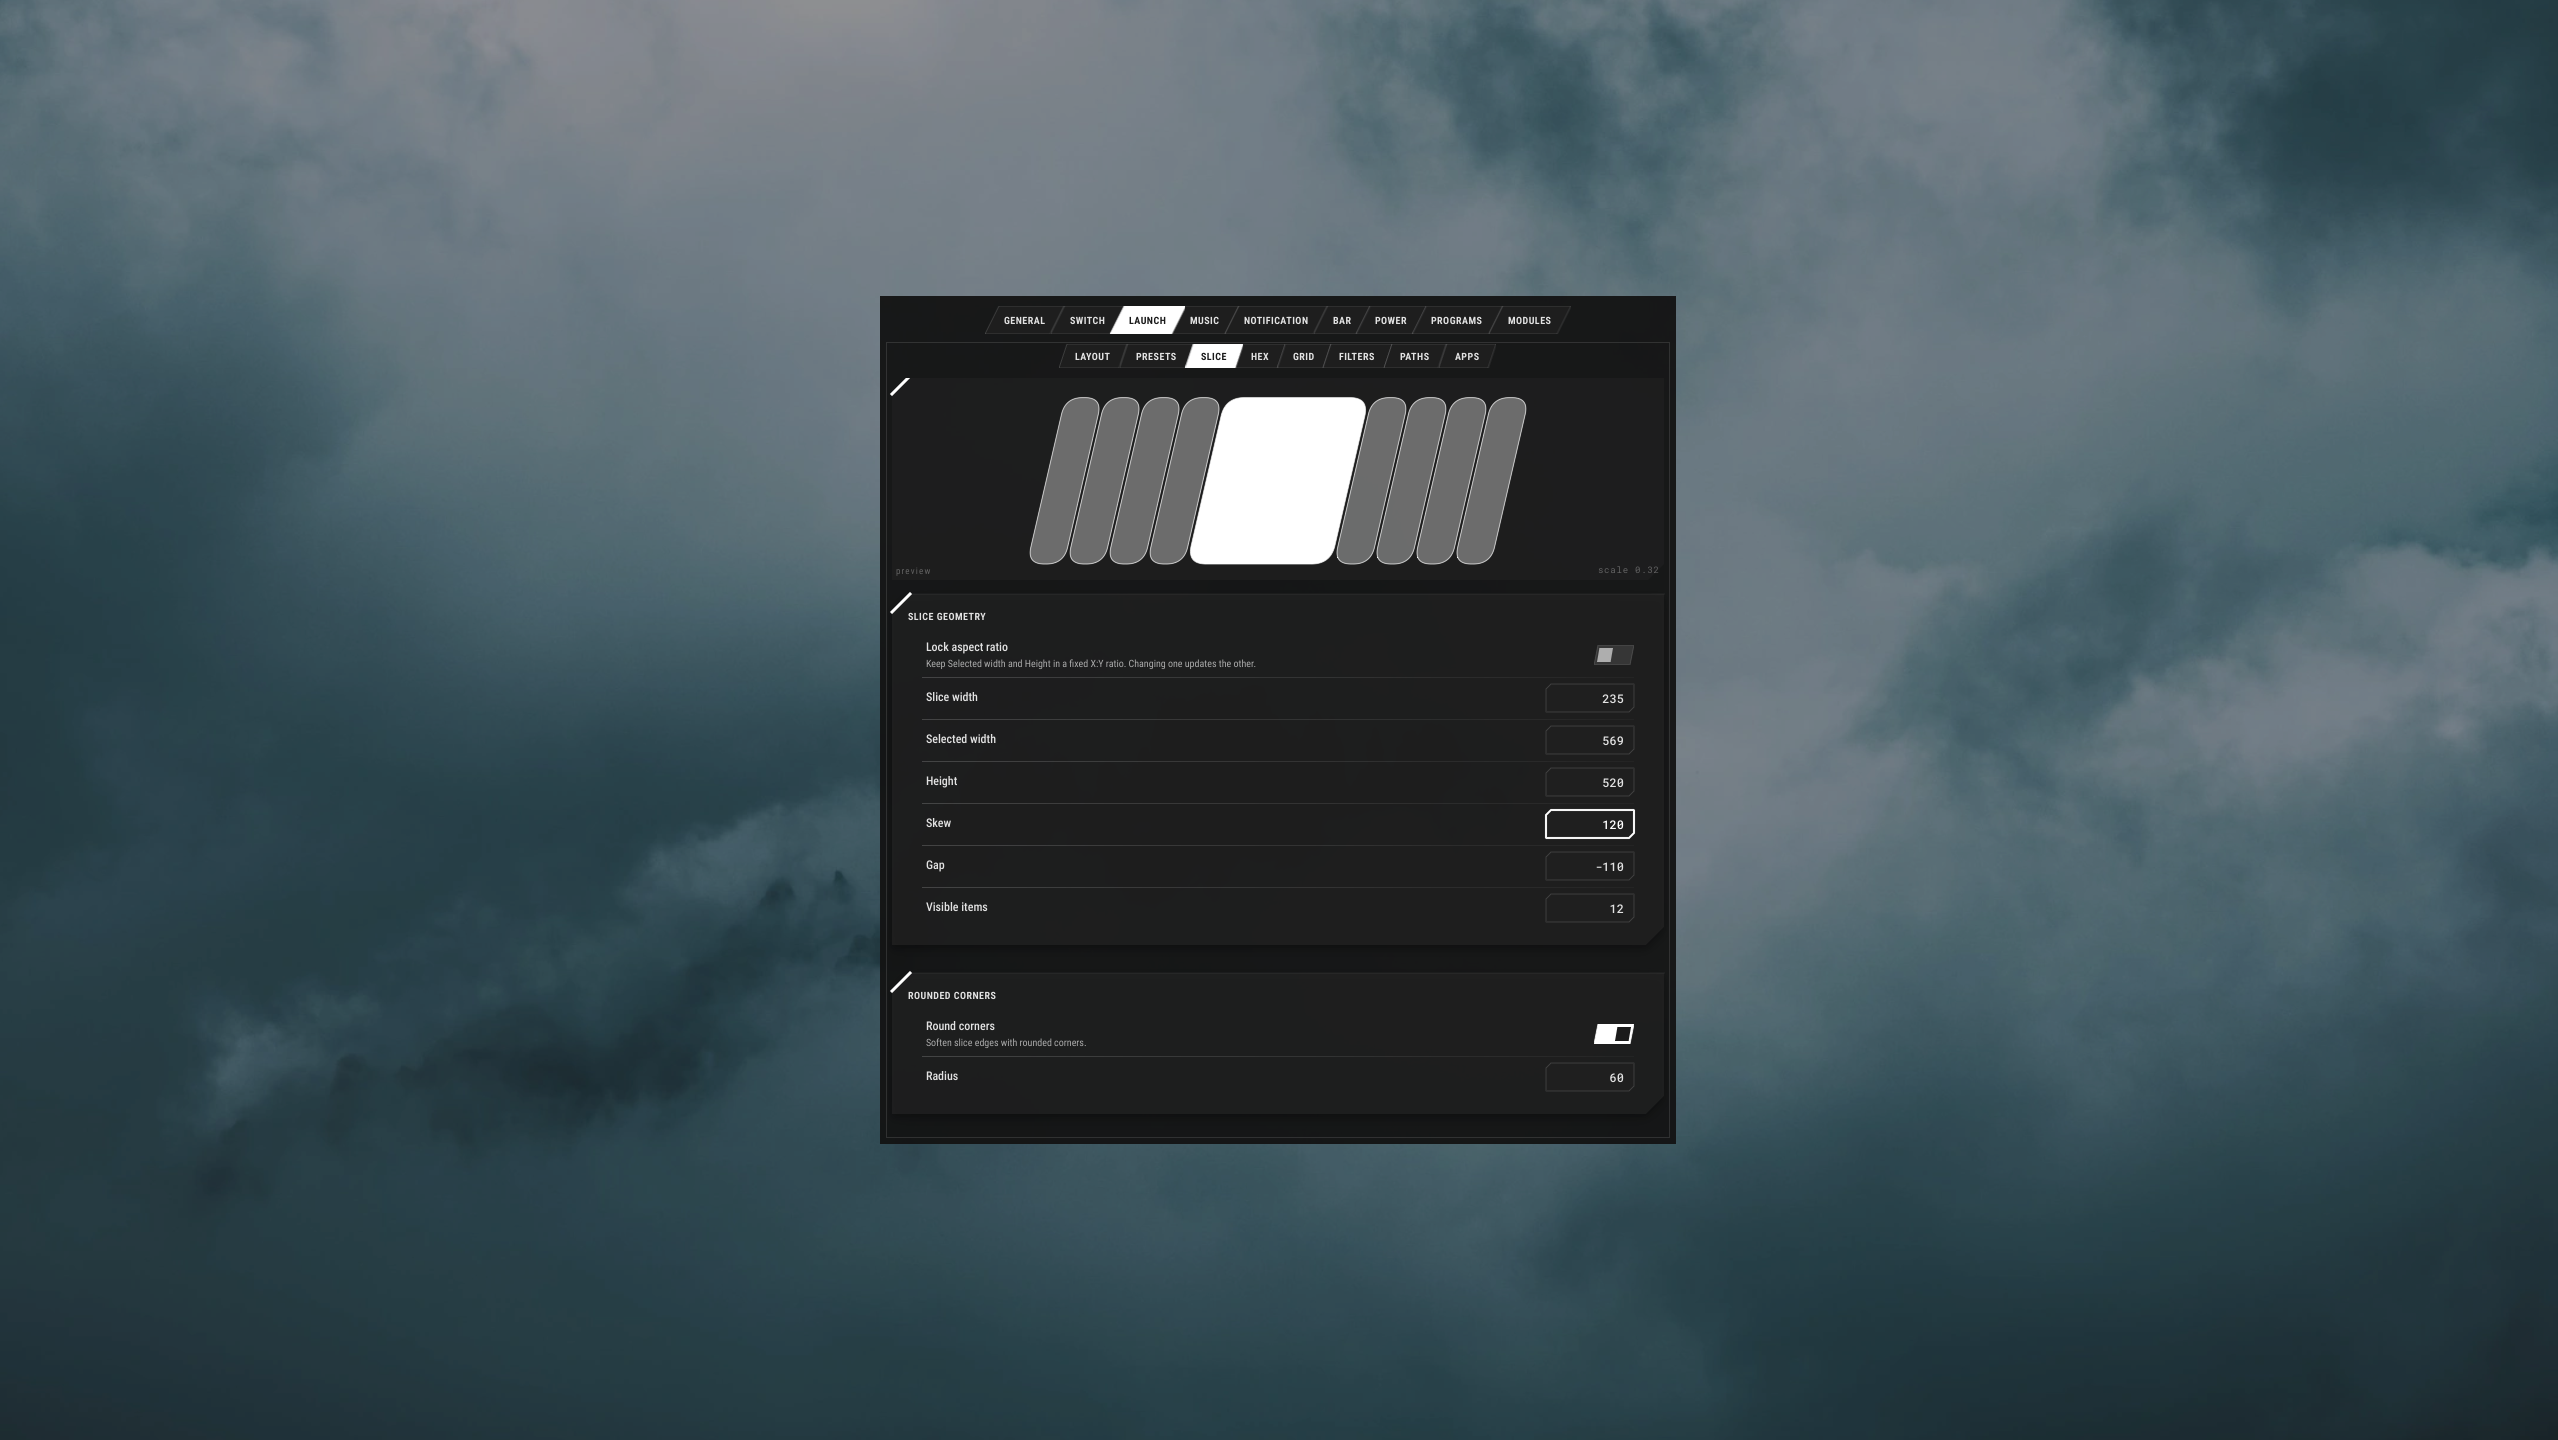 GENERAL SWITCH LAUNCH MUSIC NOTIFICATION BAR POWER PROGRAMS MODULES
LAYOUT PRESETS SLICE HEX GRID FILTERS PATHS APPS
preview scale 0.32
SLICE GEOMETRY
Lock aspect ratio
Keep Selected width and Height in a fixed X:Y ratio. Changing one updates the other.
Slice width 235
Selected width 569
Height 520
Skew 120
Gap -110
Visible items 12
ROUNDED CORNERS
Round corners
Soften slice edges with rounded corners.
Radius 60